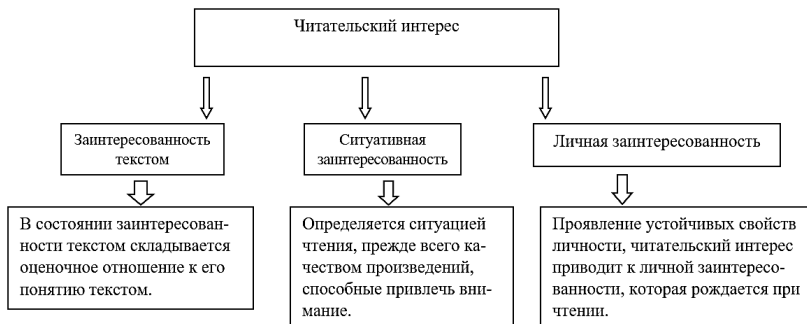 Читательский интерес
Заинтересованность
текстом
Ситуативная
заинтересованность
Личная заинтересованность
В состоянии заинтересован-
ности текстом складывается
оценочное отношение к его
понятию текстом.
Определяется ситуацией
чтения, прежде всего ка-
чеством произведений,
способные привлечь вни-
мание.
Проявление устойчивых свойств
личности, читательский интерес
приводит к личной заинтересо-
ванности, которая рождается при
чтении.